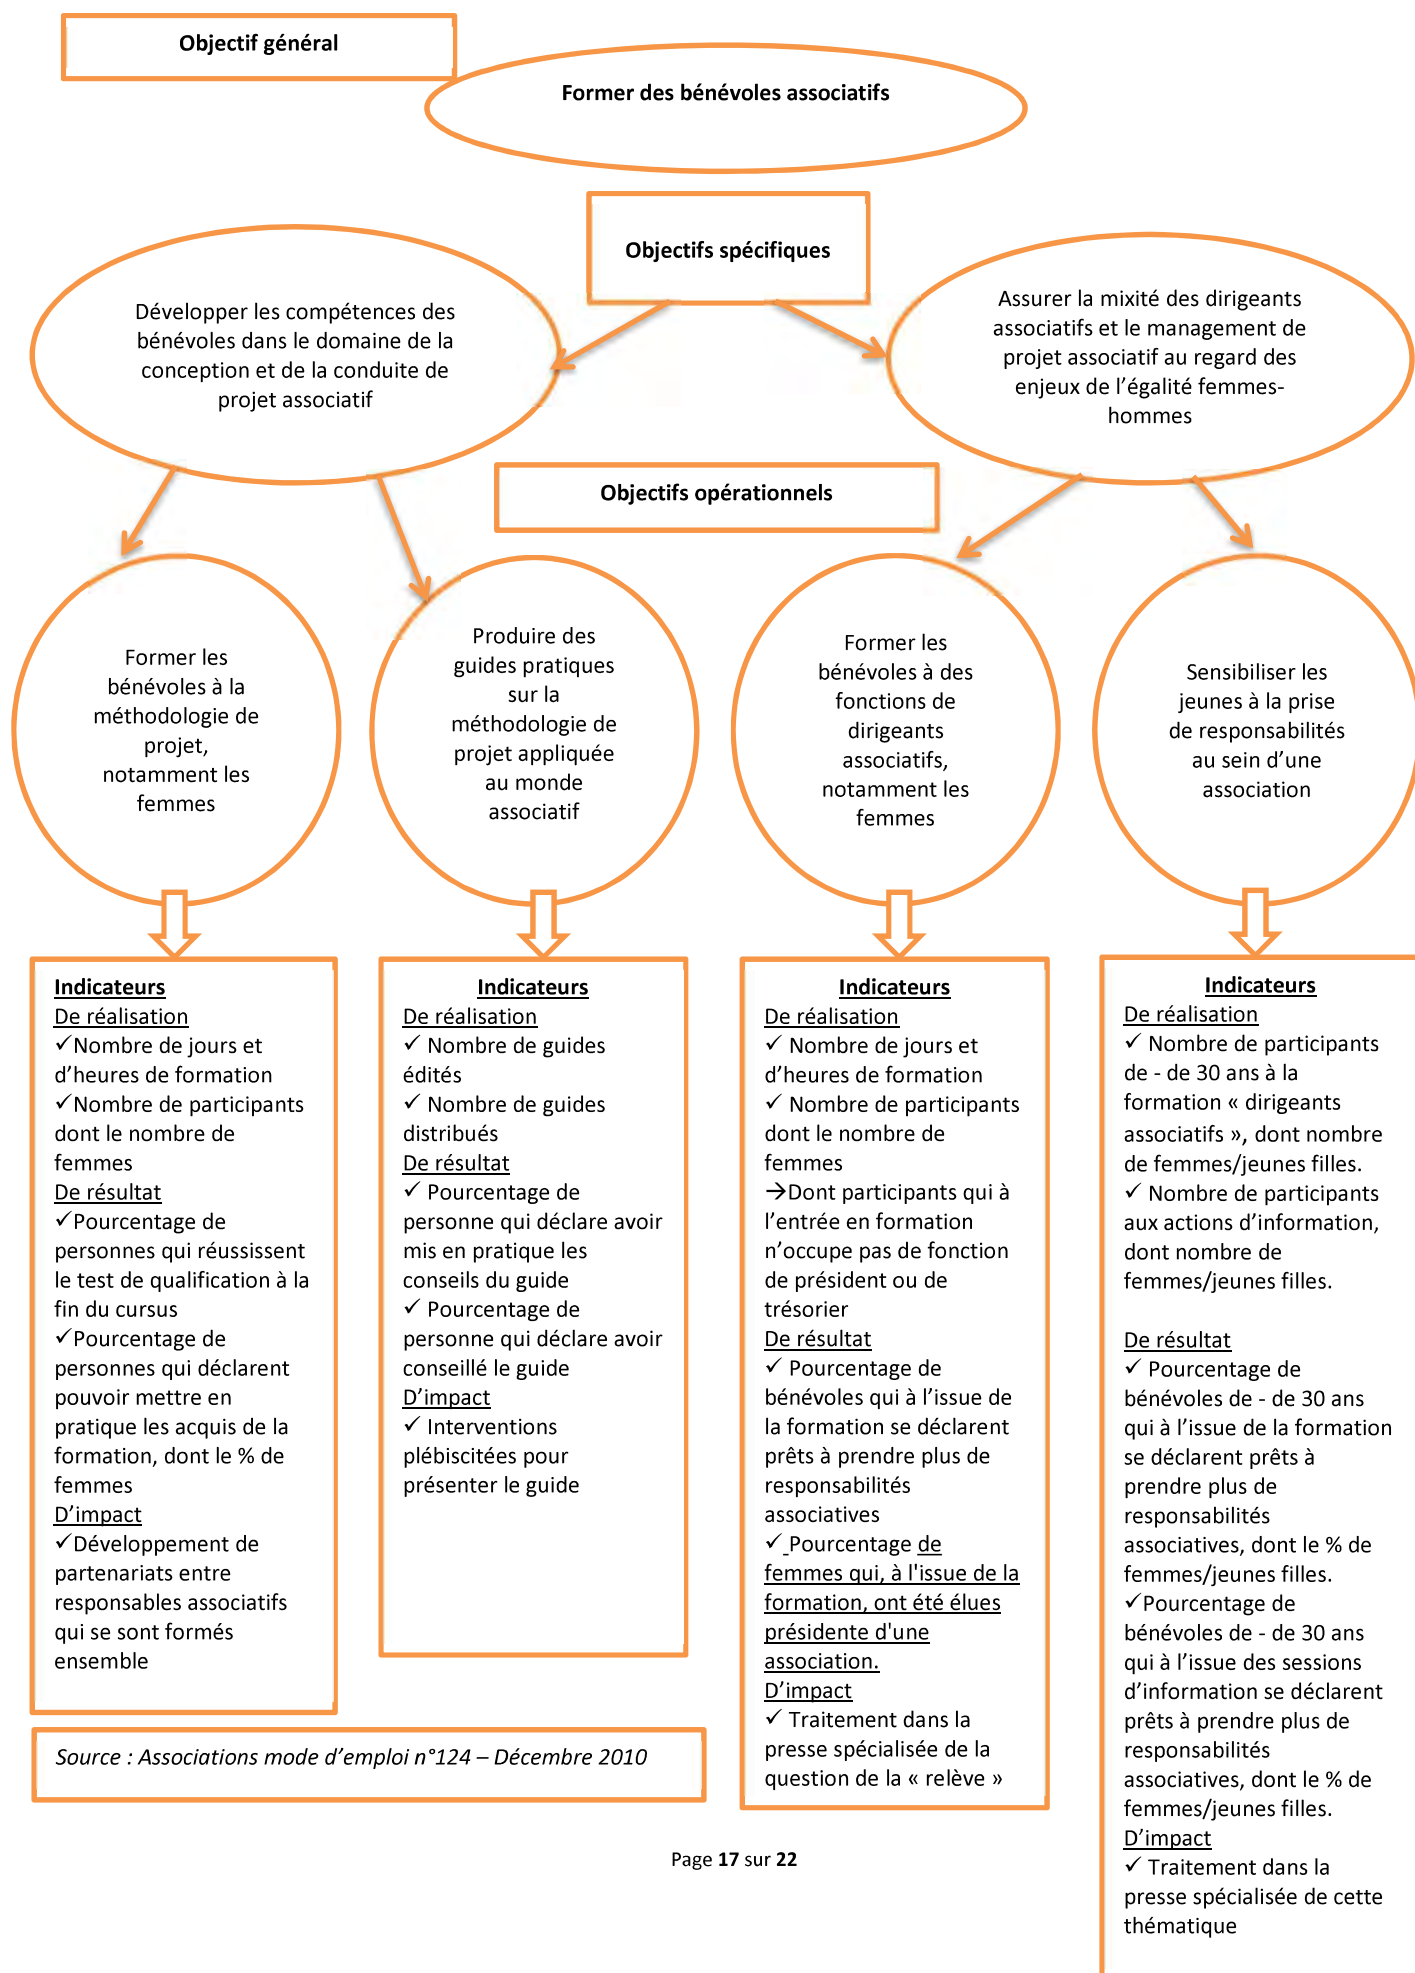 Objectif général
Former des bénévoles associatifs
Objectifs spécifiques
Développer les compétences des
bénévoles dans le domaine de la
conception et de la conduite de
projet associatif
Assurer la mixité des dirigeants
associatifs et le management de
projet associatif au regard des
enjeux de l’égalité femmes-
hommes
Objectifs opérationnels
Former les
bénévoles à la
méthodologie de
projet,
notamment les
femmes
Produire des
guides pratiques
sur la
méthodologie de
projet appliquée
au monde
associatif
Former les
bénévoles à des
fonctions de
dirigeants
associatifs,
notamment les
femmes
Sensibiliser les
jeunes à la prise
de responsabilités
au sein d’une
association
Indicateurs
De réalisation
✓Nombre de jours et
d’heures de formation
✓Nombre de participants
dont le nombre de
femmes
De résultat
✓Pourcentage de
personnes qui réussissent
le test de qualification à la
fin du cursus
✓Pourcentage de
personnes qui déclarent
pouvoir mettre en
pratique les acquis de la
formation, dont le % de
femmes
D’impact
✓Développement de
partenariats entre
responsables associatifs
qui se sont formés
ensemble
Indicateurs
De réalisation
✓ Nombre de guides
édités
✓ Nombre de guides
distribués
De résultat
✓ Pourcentage de
personne qui déclare avoir
mis en pratique les
conseils du guide
✓ Pourcentage de
personne qui déclare avoir
conseillé le guide
D’impact
✓ Interventions
plébiscitées pour
présenter le guide
Indicateurs
De réalisation
✓ Nombre de jours et
d’heures de formation
✓ Nombre de participants
dont le nombre de
femmes
→Dont participants qui à
l’entrée en formation
n’occupe pas de fonction
de président ou de
trésorier
De résultat
✓ Pourcentage de
bénévoles qui à l’issue de
la formation se déclarent
prêts à prendre plus de
responsabilités
associatives
✓ Pourcentage de
femmes qui, à l'issue de la
formation, ont été élues
présidente d'une
association.
D’impact
✓ Traitement dans la
presse spécialisée de la
question de la « relève »
Indicateurs
De réalisation
✓ Nombre de participants
de - de 30 ans à la
formation « dirigeants
associatifs », dont nombre
de femmes/jeunes filles.
✓ Nombre de participants
aux actions d’information,
dont nombre de
femmes/jeunes filles.
De résultat
✓ Pourcentage de
bénévoles de - de 30 ans
qui à l’issue de la formation
se déclarent prêts à
prendre plus de
responsabilités
associatives, dont le % de
femmes/jeunes filles.
✓Pourcentage de
bénévoles de - de 30 ans
qui à l’issue des sessions
d’information se déclarent
prêts à prendre plus de
responsabilités
associatives, dont le % de
femmes/jeunes filles.
D’impact
✓ Traitement dans la
presse spécialisée de cette
thématique
Source : Associations mode d’emploi n°124 – Décembre 2010
Page 17 sur 22